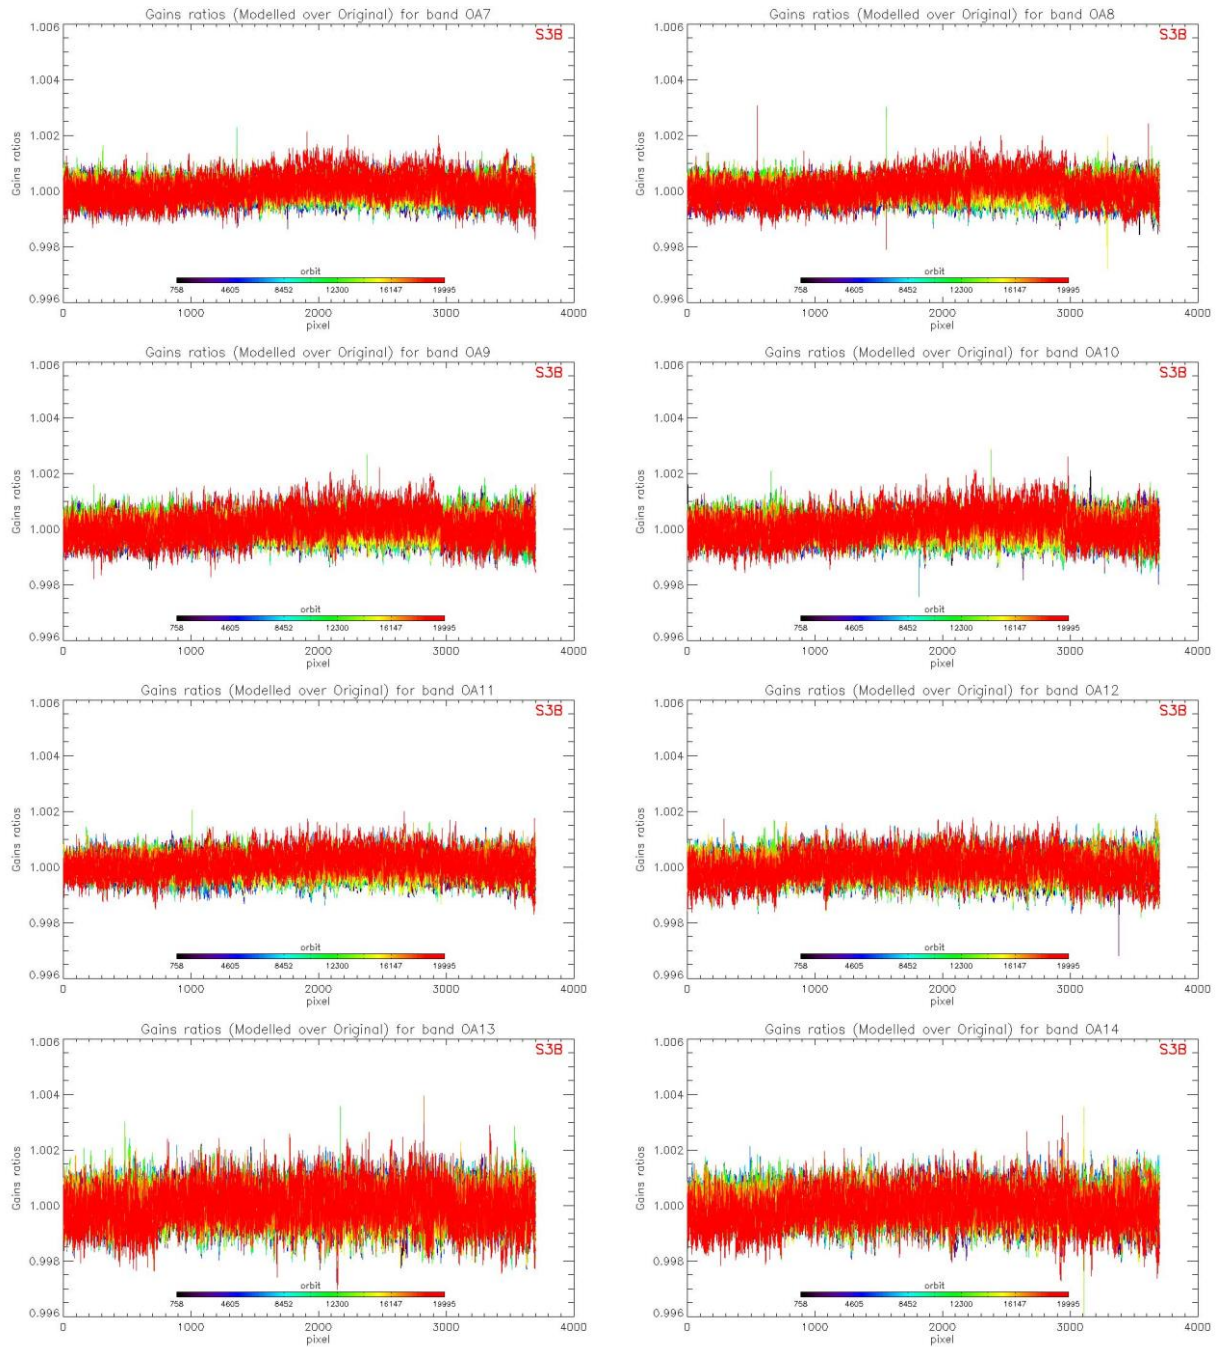 Gains ratios (Modelled over Original) for band OA7
S3B
1.006
1.004
1.002
1.000
0.998
0.996
Gains ratios
orbit
758 4605 8452 12300 16147 19995
0 1000 2000 3000 4000
pixel
Gains ratios (Modelled over Original) for band OA8
S3B
1.006
1.004
1.002
1.000
0.998
0.996
Gains ratios
orbit
758 4605 8452 12300 16147 19995
0 1000 2000 3000 4000
pixel
Gains ratios (Modelled over Original) for band OA9
S3B
1.006
1.004
1.002
1.000
0.998
0.996
Gains ratios
orbit
758 4605 8452 12300 16147 19995
0 1000 2000 3000 4000
pixel
Gains ratios (Modelled over Original) for band OA10
S3B
1.006
1.004
1.002
1.000
0.998
0.996
Gains ratios
orbit
758 4605 8452 12300 16147 19995
0 1000 2000 3000 4000
pixel
Gains ratios (Modelled over Original) for band OA11
S3B
1.006
1.004
1.002
1.000
0.998
0.996
Gains ratios
orbit
758 4605 8452 12300 16147 19995
0 1000 2000 3000 4000
pixel
Gains ratios (Modelled over Original) for band OA12
S3B
1.006
1.004
1.002
1.000
0.998
0.996
Gains ratios
orbit
758 4605 8452 12300 16147 19995
0 1000 2000 3000 4000
pixel
Gains ratios (Modelled over Original) for band OA13
S3B
1.006
1.004
1.002
1.000
0.998
0.996
Gains ratios
orbit
758 4605 8452 12300 16147 19995
0 1000 2000 3000 4000
pixel
Gains ratios (Modelled over Original) for band OA14
S3B
1.006
1.004
1.002
1.000
0.998
0.996
Gains ratios
orbit
758 4605 8452 12300 16147 19995
0 1000 2000 3000 4000
pixel